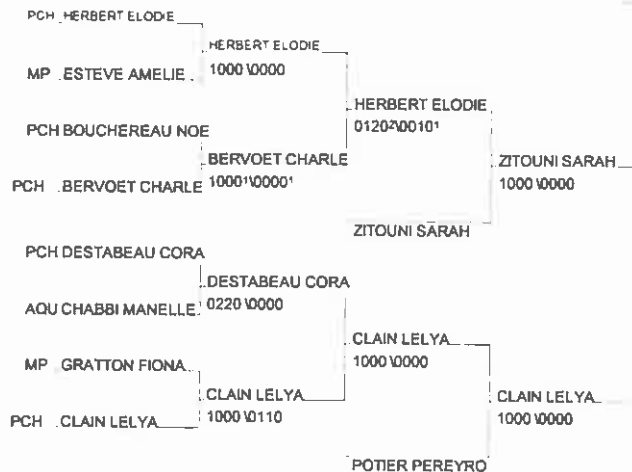 PCH HERBERT ELODIE
HERBERT ELODIE
1000\0000
MP ESTEVE AMELIE
HERBERT ELODIE
0120²\0010¹
PCH BOUCHEREAU NOE
BERVOET CHARLE
1000¹\0000¹
ZITOUNI SARAH
1000\0000
PCH BERVOET CHARLE
ZITOUNI SARAH
PCH DESTABEAU CORA
DESTABEAU CORA
0220\0000
AQU CHABBI MANELLE
CLAIN LELYA
1000\0000
MP GRATTON FIONA
CLAIN LELYA
1000\0110
CLAIN LELYA
1000\0000
PCH CLAIN LELYA
POTIER PEREYRO